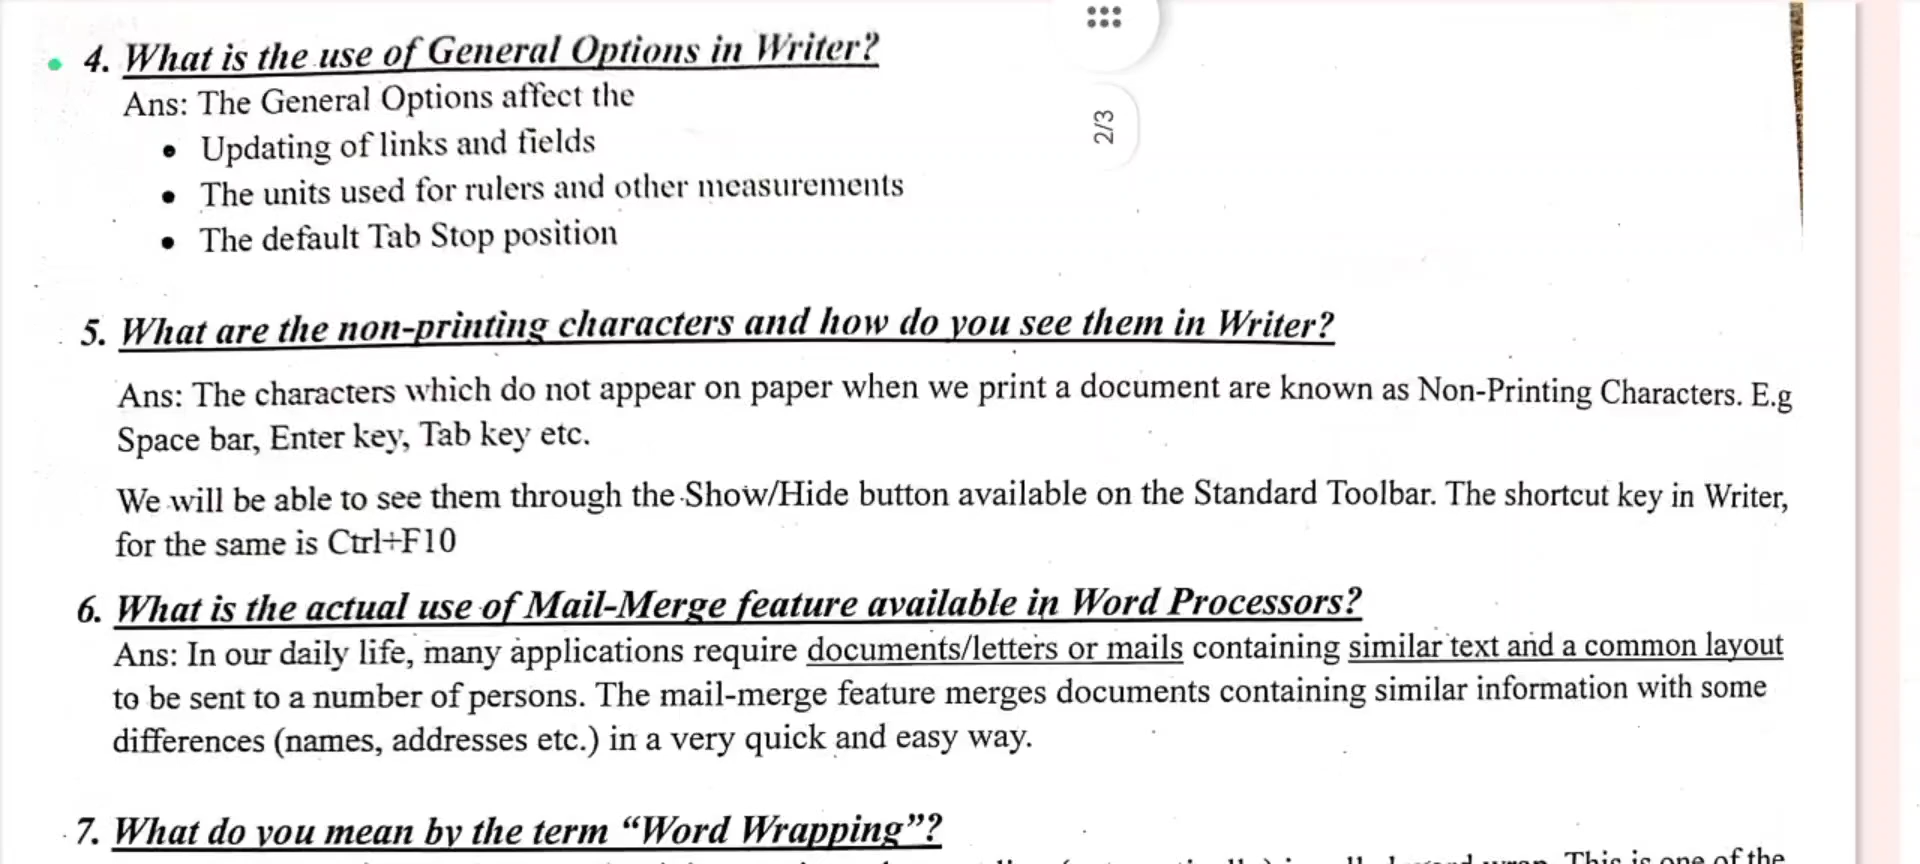 4. What is the use of General Options in Writer?
Ans: The General Options affect the
• Updating of links and fields
• The units used for rulers and other measurements
• The default Tab Stop position
2/3
5. What are the non-printing characters and how do you see them in Writer?
Ans: The characters which do not appear on paper when we print a document are known as Non-Printing Characters. E.g
Space bar, Enter key, Tab key etc.
We will be able to see them through the Show/Hide button available on the Standard Toolbar. The shortcut key in Writer,
for the same is Ctrl+F10
6. What is the actual use of Mail-Merge feature available in Word Processors?
Ans: In our daily life, many applications require documents/letters or mails containing similar text and a common layout
to be sent to a number of persons. The mail-merge feature merges documents containing similar information with some
differences (names, addresses etc.) in a very quick and easy way.
7. What do you mean by the term “Word Wrapping”?
This is one of the